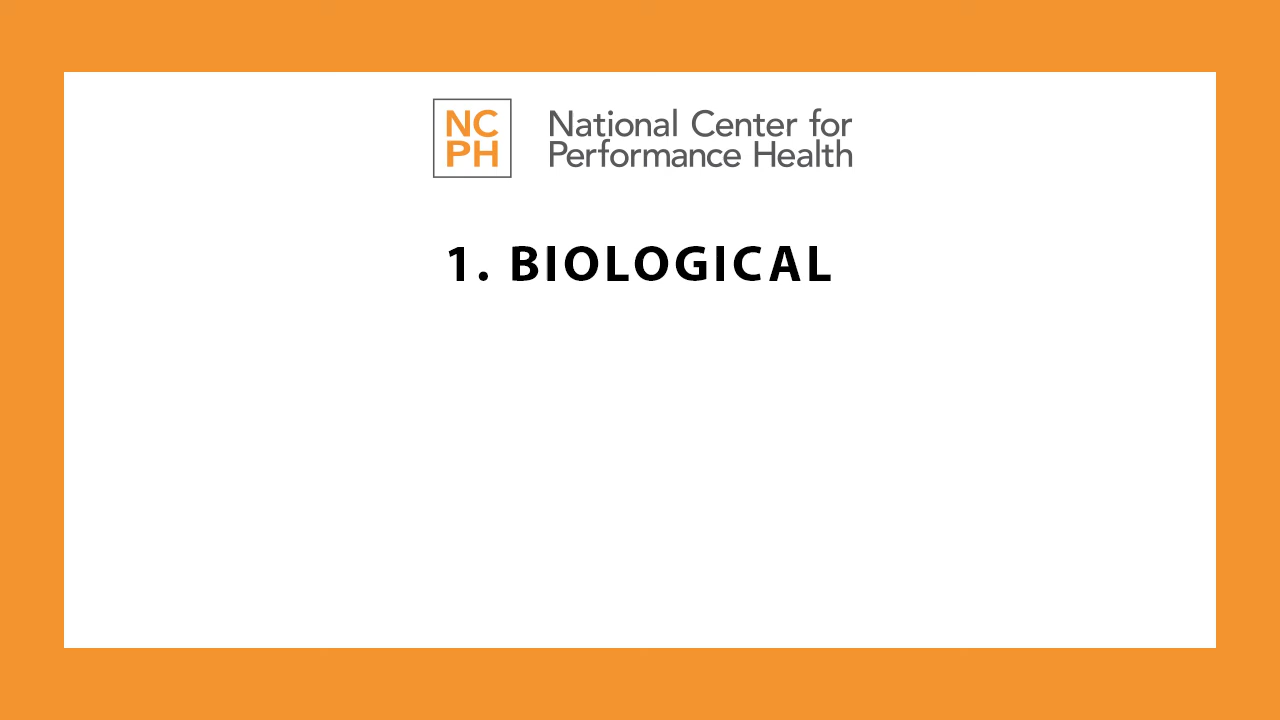 NC
PH
National Center for
Performance Health
1. BIOLOGICAL